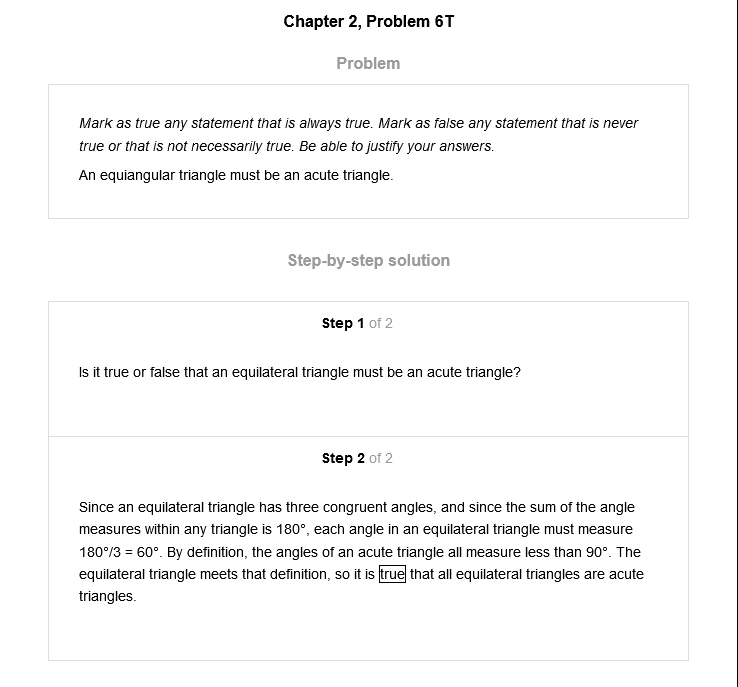 Chapter 2, Problem 6T
Problem
Mark as true any statement that is always true. Mark as false any statement that is never
true or that is not necessarily true. Be able to justify your answers.
An equiangular triangle must be an acute triangle.
Step-by-step solution
Step 1 of 2
Is it true or false that an equilateral triangle must be an acute triangle?
Step 2 of 2
Since an equilateral triangle has three congruent angles, and since the sum of the angle
measures within any triangle is 180°, each angle in an equilateral triangle must measure
180°/3 = 60°. By definition, the angles of an acute triangle all measure less than 90°. The
equilateral triangle meets that definition, so it is true that all equilateral triangles are acute
triangles.